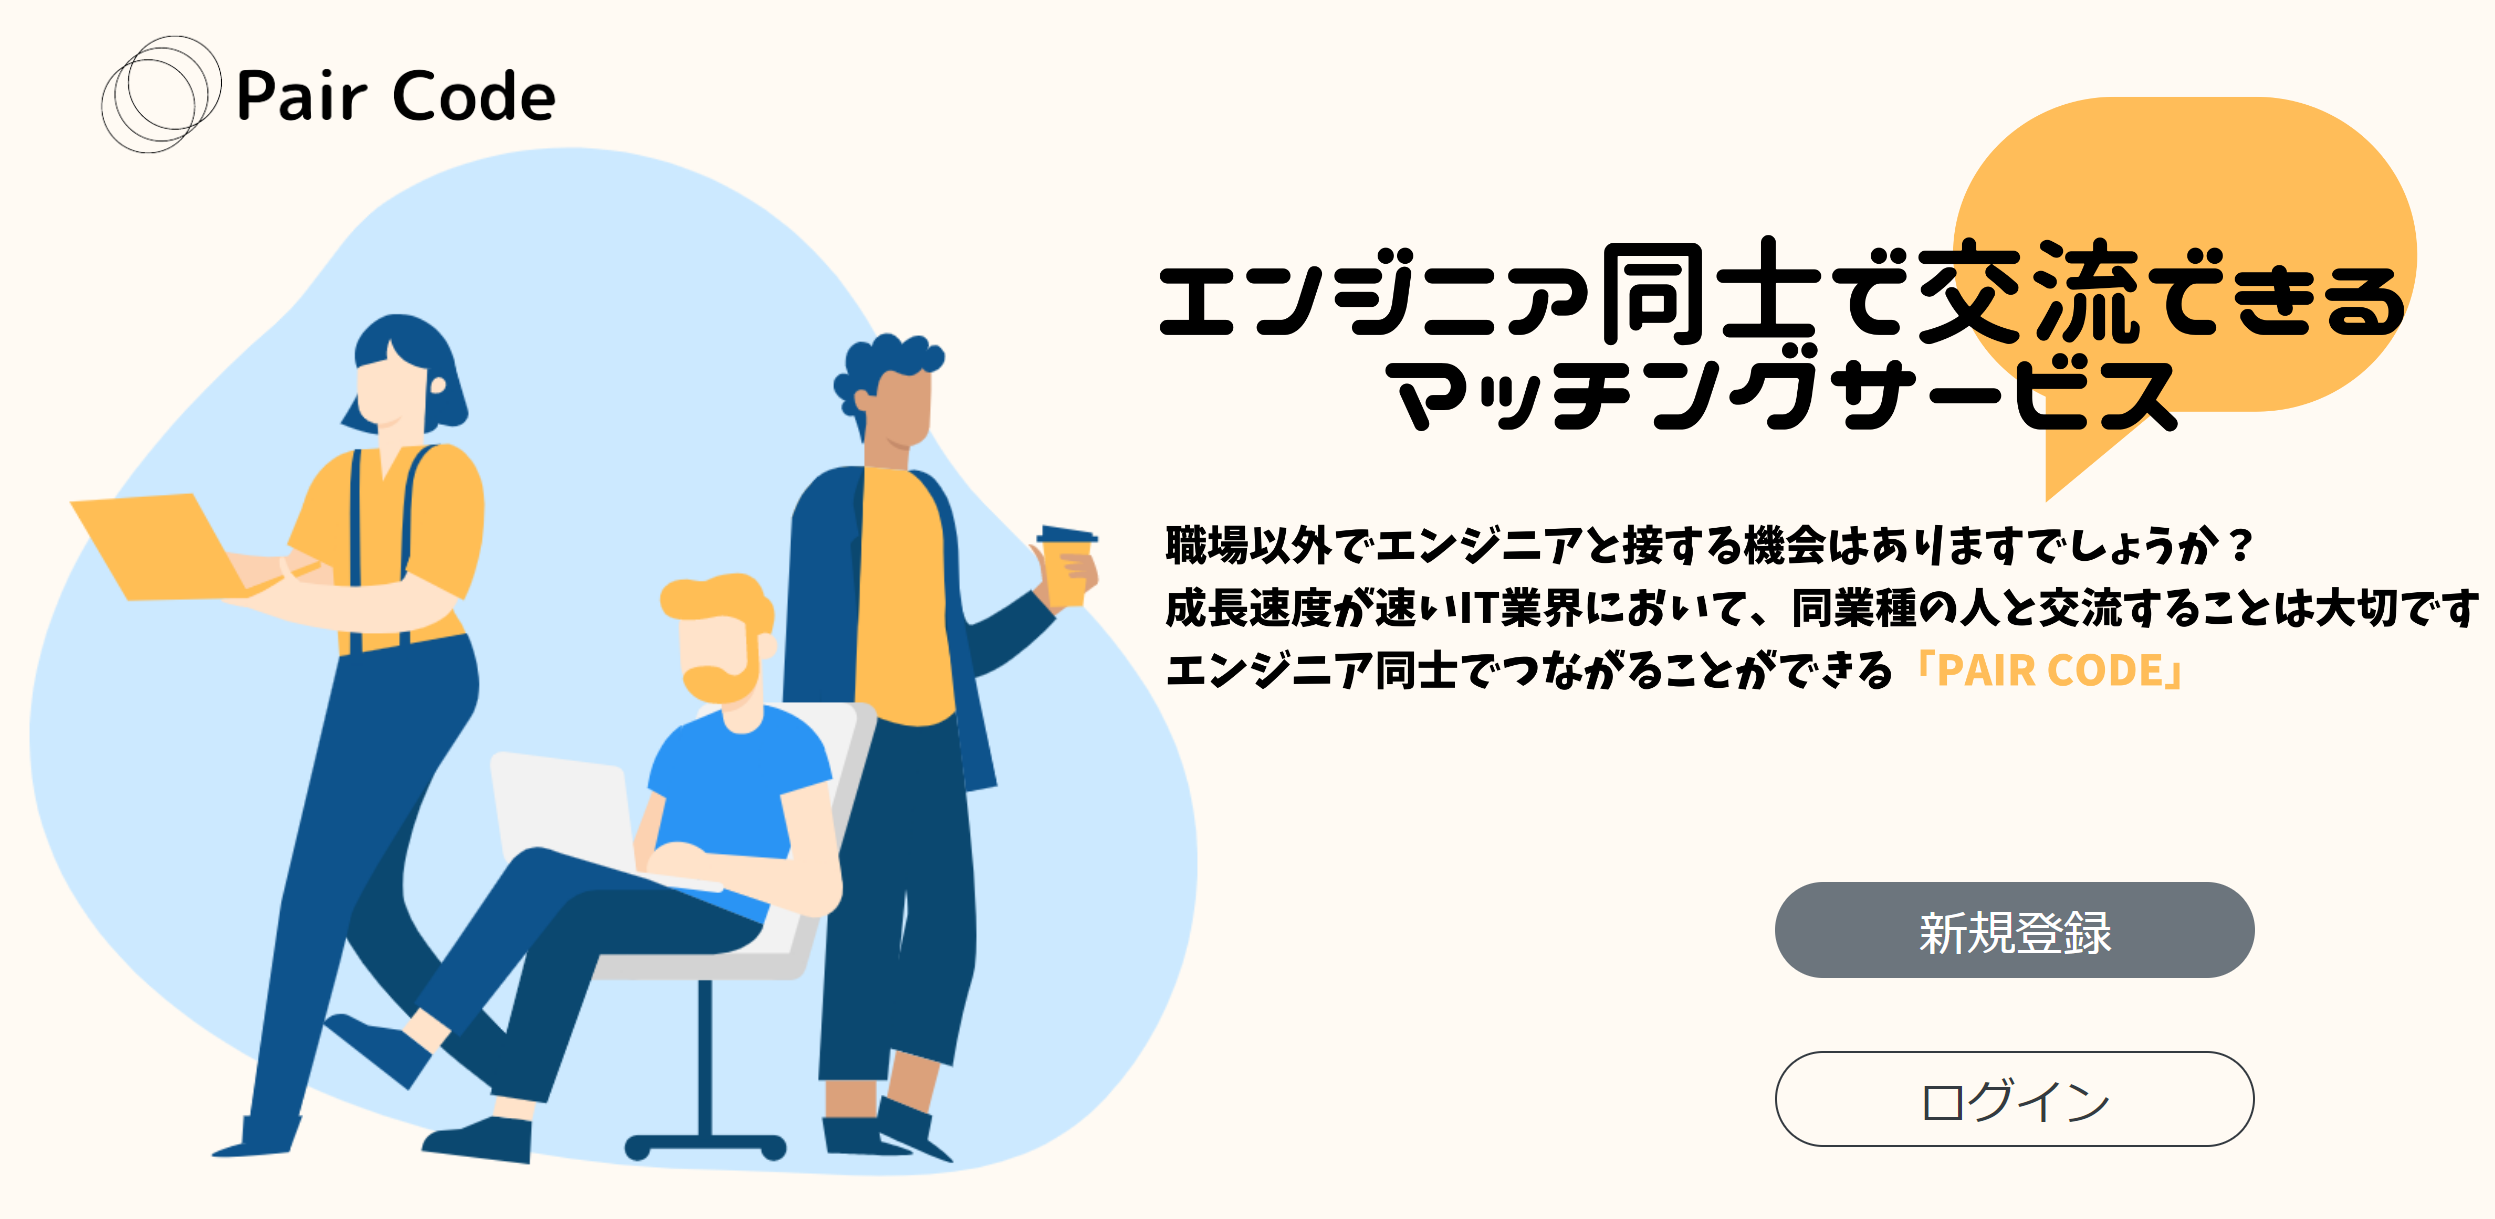 Pair Code
エンジニア同士で交流できる
マッチングサービス
職場以外でエンジニアと接する機会はありますでしょうか？
成長速度が速いIT業界において、同業種の人と交流することは大切です
エンジニア同士でつながることができる「PAIR CODE」
新規登録
ログイン